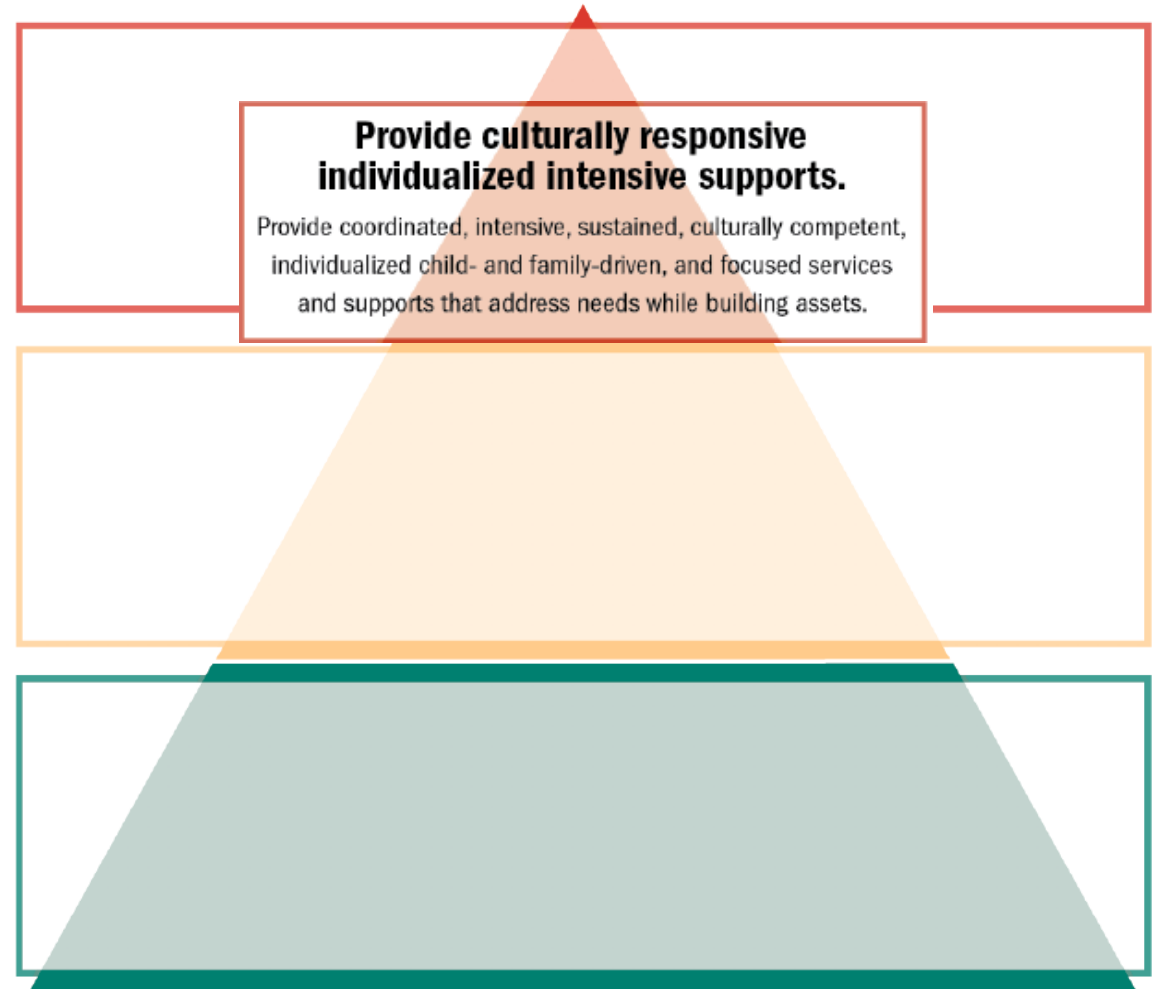 Provide culturally responsive
individualized intensive supports.
Provide coordinated, intensive, sustained, culturally competent,
individualized child- and family-driven, and focused services
and supports that address needs while building assets.